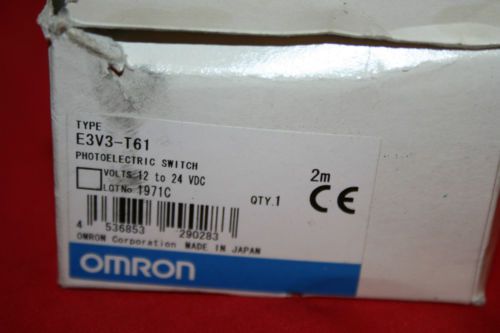 TYPE
E3V3-T61
PHOTOELECTRIC SWITCH
VOLTS 12 to 24 VDC
2m
LOT No 1971C
QTY.1
CE
4 536853 290283
OMRON Corporation MADE IN JAPAN
OMRON